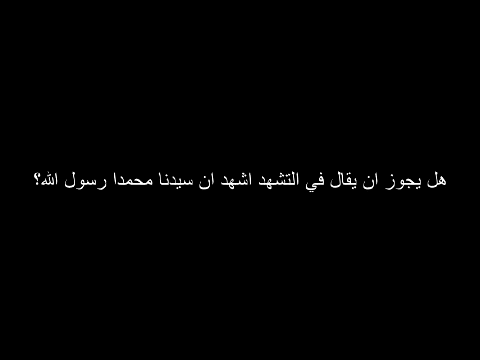 هل يجوز ان يقال في التشهد اشهد ان سيدنا محمدا رسول الله؟